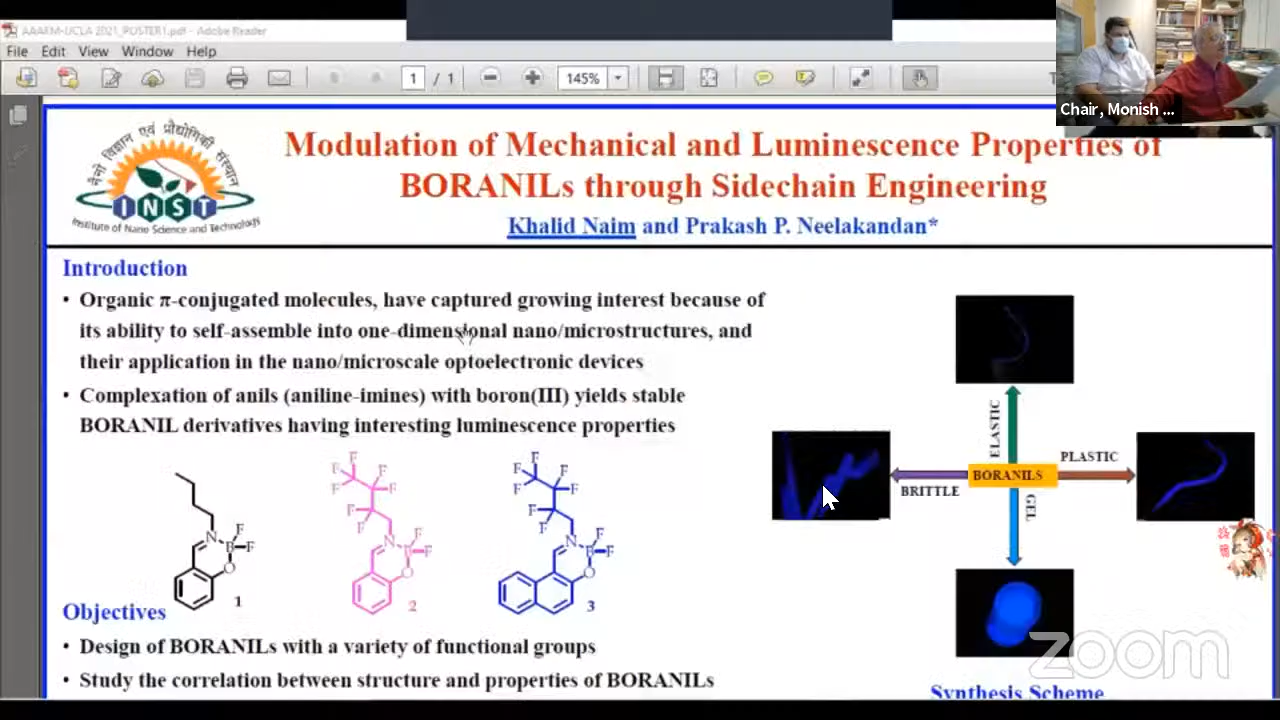 AAAKM-UCLA 2021_POSTER1.pdf - Adobe Reader
File Edit View Window Help
1 / 1 145%
Chair, Monish ...
नैनो विज्ञान एवं प्रौद्योगिकी संस्थान
INST
Institute of Nano Science and Technology
Modulation of Mechanical and Luminescence Properties of
BORANILs through Sidechain Engineering
Khalid Naim and Prakash P. Neelakandan*
Introduction
• Organic π-conjugated molecules, have captured growing interest because of
its ability to self-assemble into one-dimensional nano/microstructures, and
their application in the nano/microscale optoelectronic devices
• Complexation of anils (aniline-imines) with boron(III) yields stable
BORANIL derivatives having interesting luminescence properties
N B F F O 1
F F F F F F F N B F F O 2
F F F F F F F N B F F O 3
ELASTIC
PLASTIC
BORANILS
BRITTLE
GEL
Objectives
• Design of BORANILs with a variety of functional groups
• Study the correlation between structure and properties of BORANILs
Synthesis Scheme
zoom